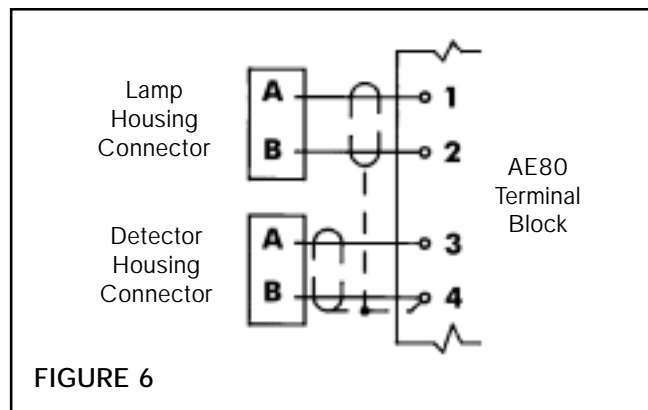 Lamp
Housing
Connector
A
B
1
2
AE80
Terminal
Block
Detector
Housing
Connector
A
B
3
4
FIGURE 6